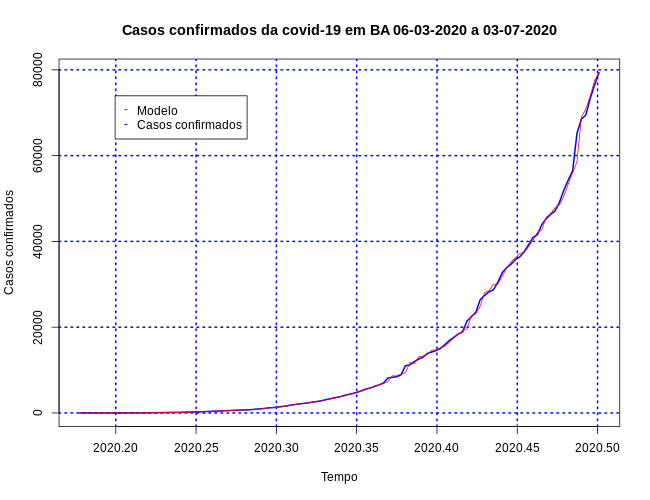 Casos confirmados da covid-19 em BA 06-03-2020 a 03-07-2020
Casos confirmados
80000
60000
40000
20000
0
Modelo
Casos confirmados
2020.20 2020.25 2020.30 2020.35 2020.40 2020.45 2020.50
Tempo